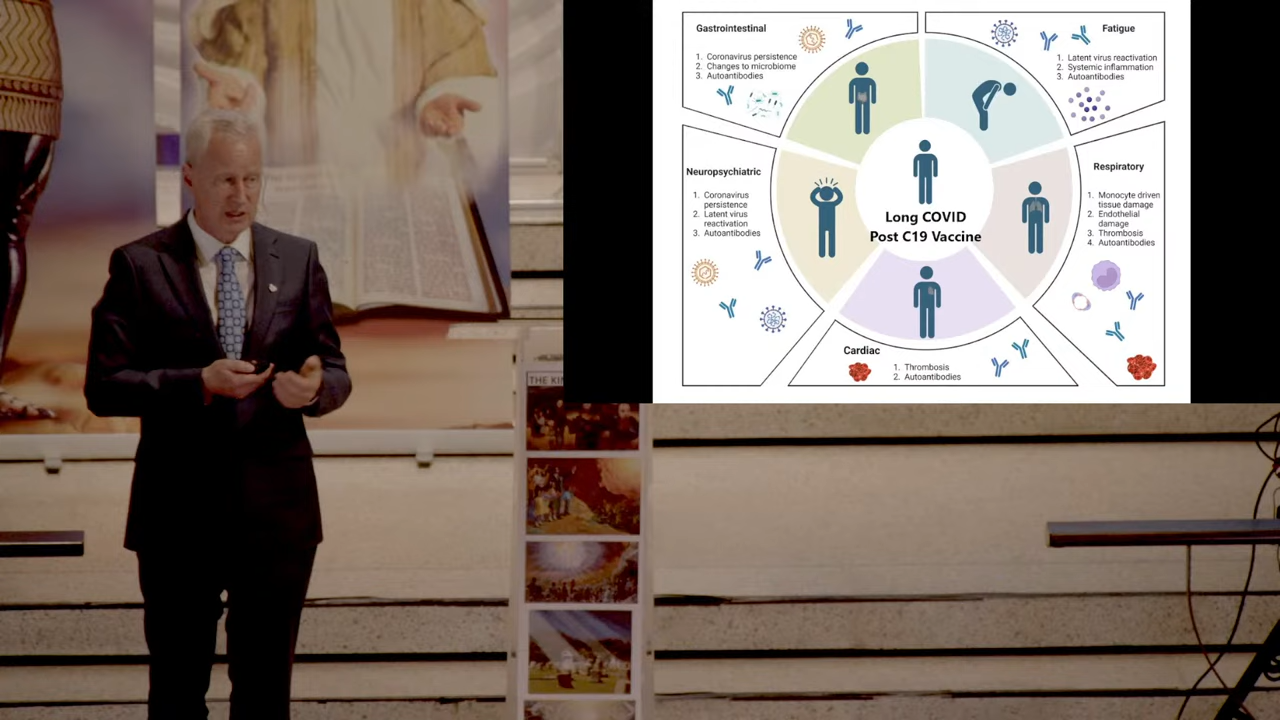 Gastrointestinal
1. Coronavirus persistence
2. Changes to microbiome
3. Autoantibodies
Fatigue
1. Latent virus reactivation
2. Systemic inflammation
3. Autoantibodies
Neuropsychiatric
1. Coronavirus
persistence
2. Latent virus
reactivation
3. Autoantibodies
Respiratory
1. Monocyte driven
tissue damage
2. Endothelial
damage
3. Thrombosis
4. Autoantibodies
Long COVID
Post C19 Vaccine
Cardiac
1. Thrombosis
2. Autoantibodies
THE